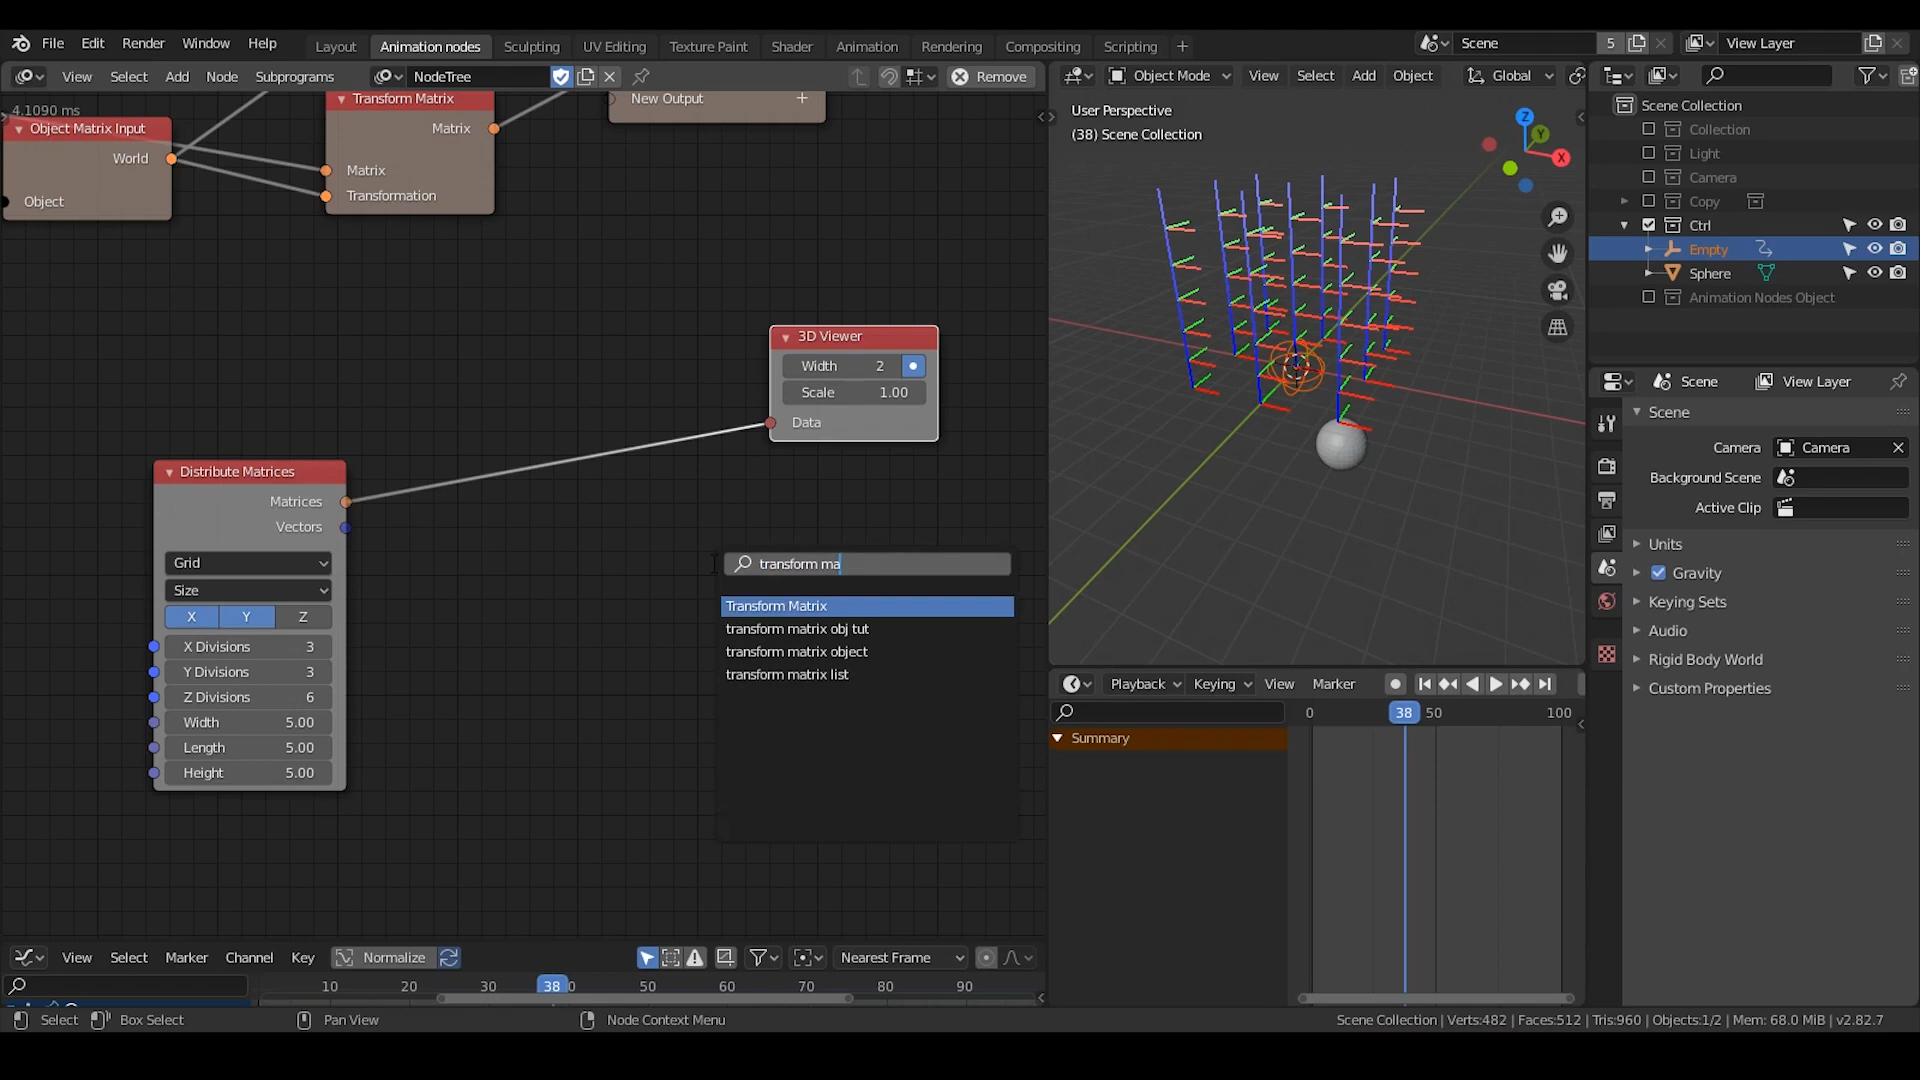 File Edit Render Window Help Layout Animation nodes Sculpting UV Editing Texture Paint Shader Animation Rendering Compositing Scripting + Scene 5 View Layer
View Select Add Node Subprograms NodeTree Remove
4.1090 ms
Object Matrix Input
World
Object
Transform Matrix
Matrix
Matrix
Transformation
New Output
3D Viewer
Width 2
Scale 1.00
Data
Distribute Matrices
Matrices
Vectors
Grid
Size
X Y Z
X Divisions 3
Y Divisions 3
Z Divisions 6
Width 5.00
Length 5.00
Height 5.00
transform ma
Transform Matrix
transform matrix obj tut
transform matrix object
transform matrix list
Object Mode View Select Add Object Global
User Perspective
(38) Scene Collection
Z
Y
X
Playback Keying View Marker
0 38 50 100
Summary
Scene Collection
Collection
Light
Camera
Copy
Ctrl
Empty
Sphere
Animation Nodes Object
Scene View Layer
Scene
Camera Camera
Background Scene
Active Clip
Units
Gravity
Keying Sets
Audio
Rigid Body World
Custom Properties
View Select Marker Channel Key Normalize Nearest Frame
10 20 30 38 0 50 60 70 80 90
Select Box Select Pan View Node Context Menu
Scene Collection | Verts:482 | Faces:512 | Tris:960 | Objects:1/2 | Mem: 68.0 MiB | v2.82.7